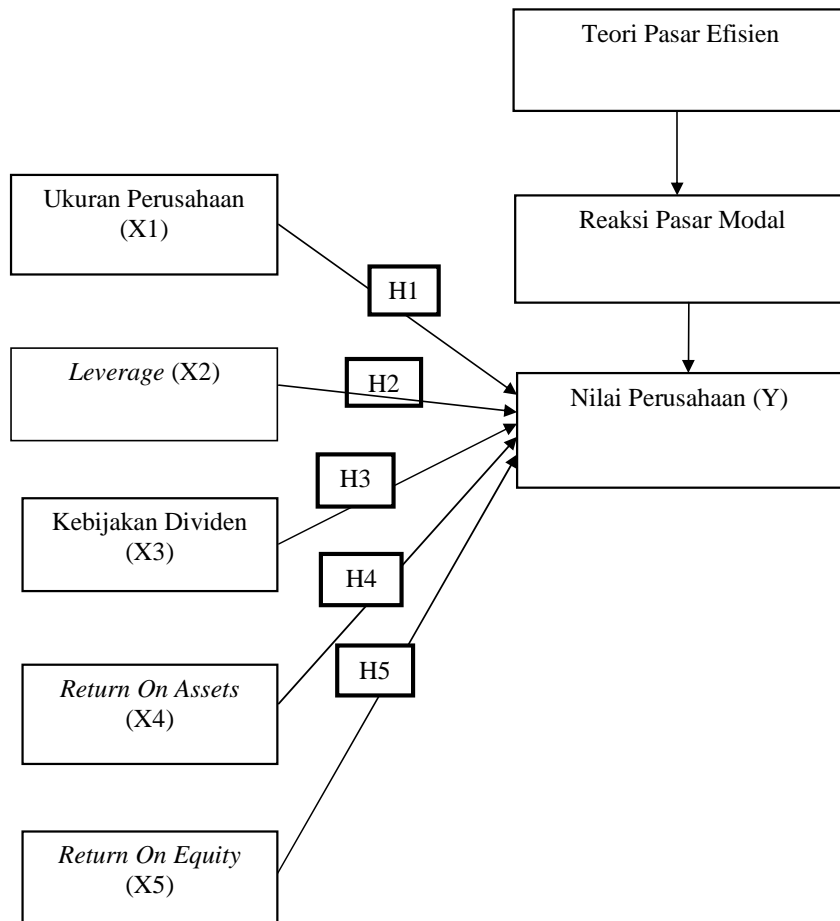 Teori Pasar Efisien
Ukuran Perusahaan
(X1)
Reaksi Pasar Modal
H1
Leverage (X2)
H2
Nilai Perusahaan (Y)
H3
Kebijakan Dividen
(X3)
H4
H5
Return On Assets
(X4)
Return On Equity
(X5)